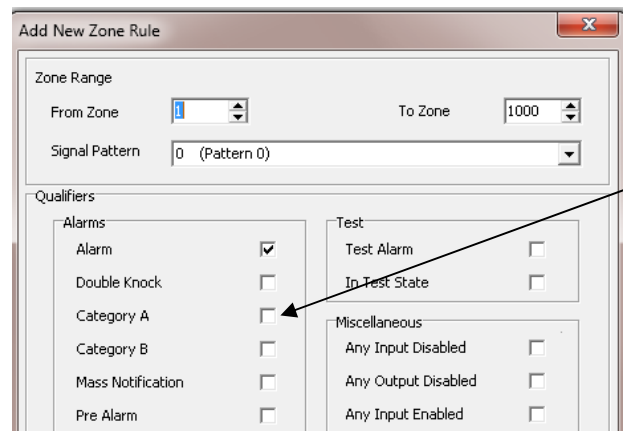 Add New Zone Rule
Zone Range
From Zone 1 To Zone 1000
Signal Pattern 0 (Pattern 0)
Qualifiers
Alarms
Alarm
Double Knock
Category A
Category B
Mass Notification
Pre Alarm
Test
Test Alarm
In Test State
Miscellaneous
Any Input Disabled
Any Output Disabled
Any Input Enabled